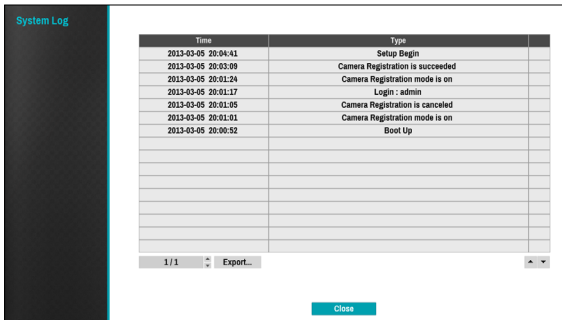 System Log
Time Type
2013-03-05 20:04:41 Setup Begin
2013-03-05 20:03:09 Camera Registration is succeeded
2013-03-05 20:01:24 Camera Registration mode is on
2013-03-05 20:01:17 Login : admin
2013-03-05 20:01:05 Camera Registration is canceled
2013-03-05 20:01:01 Camera Registration mode is on
2013-03-05 20:00:52 Boot Up
1 / 1 Export...
Close